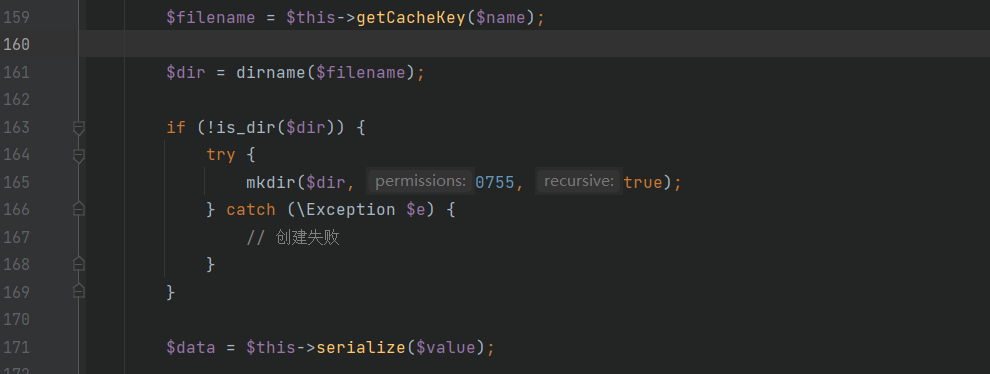 159 $filename = $this->getCacheKey($name);
160
161 $dir = dirname($filename);
162
163 if (!is_dir($dir)) {
164 try {
165 mkdir($dir, permissions: 0755, recursive: true);
166 } catch (\Exception $e) {
167 // 创建失败
168 }
169 }
170
171 $data = $this->serialize($value);
172